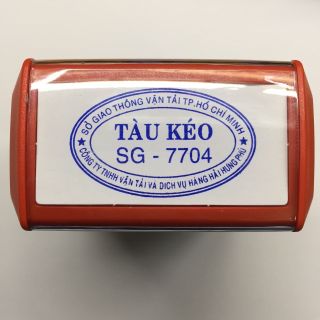 SỞ GIAO THÔNG VẬN TẢI TP.HỒ CHÍ MINH
TÀU KÉO
SG - 7704
CÔNG TY TNHH VẬN TẢI VÀ DỊCH VỤ HÀNG HẢI HƯNG PHÚ